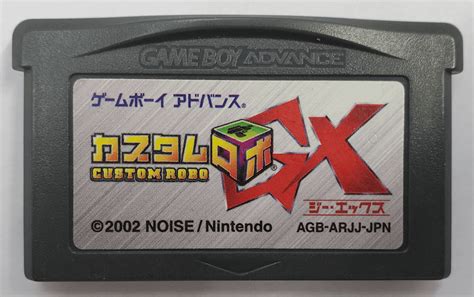 GAME BOY ADVANCE
ゲームボーイ アドバンス®
カスタムロボ® GX
CUSTOM ROBO
ジー・エックス
©2002 NOISE/Nintendo
AGB-ARJJ-JPN